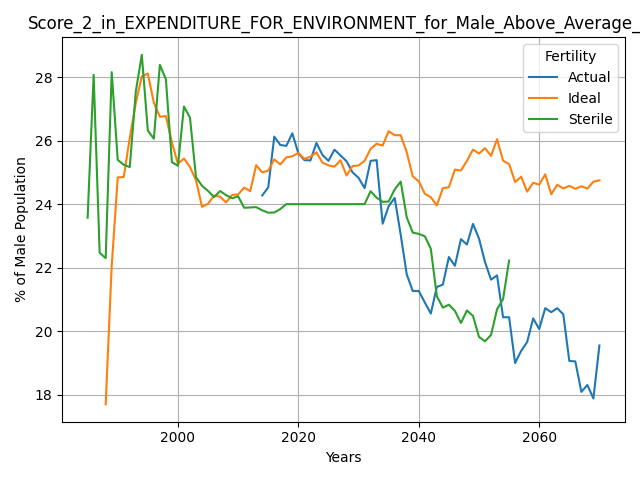 Score_2_in_EXPENDITURE_FOR_ENVIRONMENT_for_Male_Above_Average_
Fertility
Actual
Ideal
Sterile
% of Male Population
28
26
24
22
20
18
2000
2020
2040
2060
Years